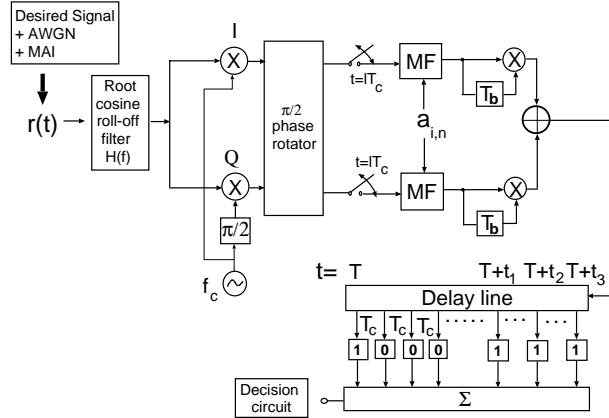 Desired Signal
+ AWGN
+ MAI
r(t)
Root
cosine
roll-off
filter
H(f)
I
X
Q
X
π/2
f_c
π/2
phase
rotator
t=lT_c
t=lT_c
MF
a_{i,n}
MF
X
T_b
X
T_b
t= T T+t_1 T+t_2 T+t_3
Delay line
T_c T_c T_c ..... ... ...
1 0 0 0 1 1 1
Σ
Decision
circuit